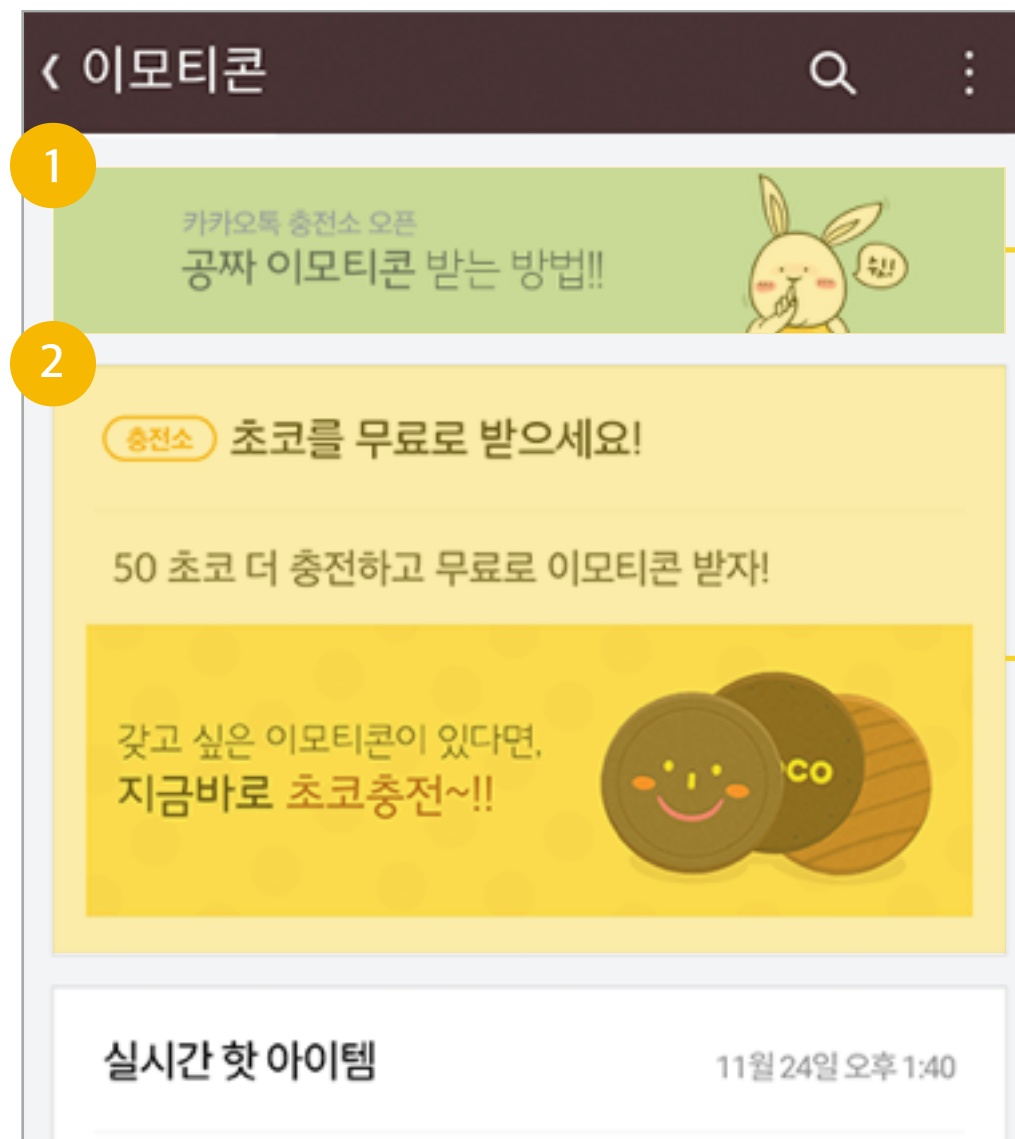 이모티콘
1
카카오톡 충전소 오픈
공짜 이모티콘 받는 방법!!
쉿!!
2
충전소 초코를 무료로 받으세요!
50 초코 더 충전하고 무료로 이모티콘 받자!
갖고 싶은 이모티콘이 있다면,
지금바로 초코충전~!!
co
실시간 핫 아이템
11월 24일 오후 1:40